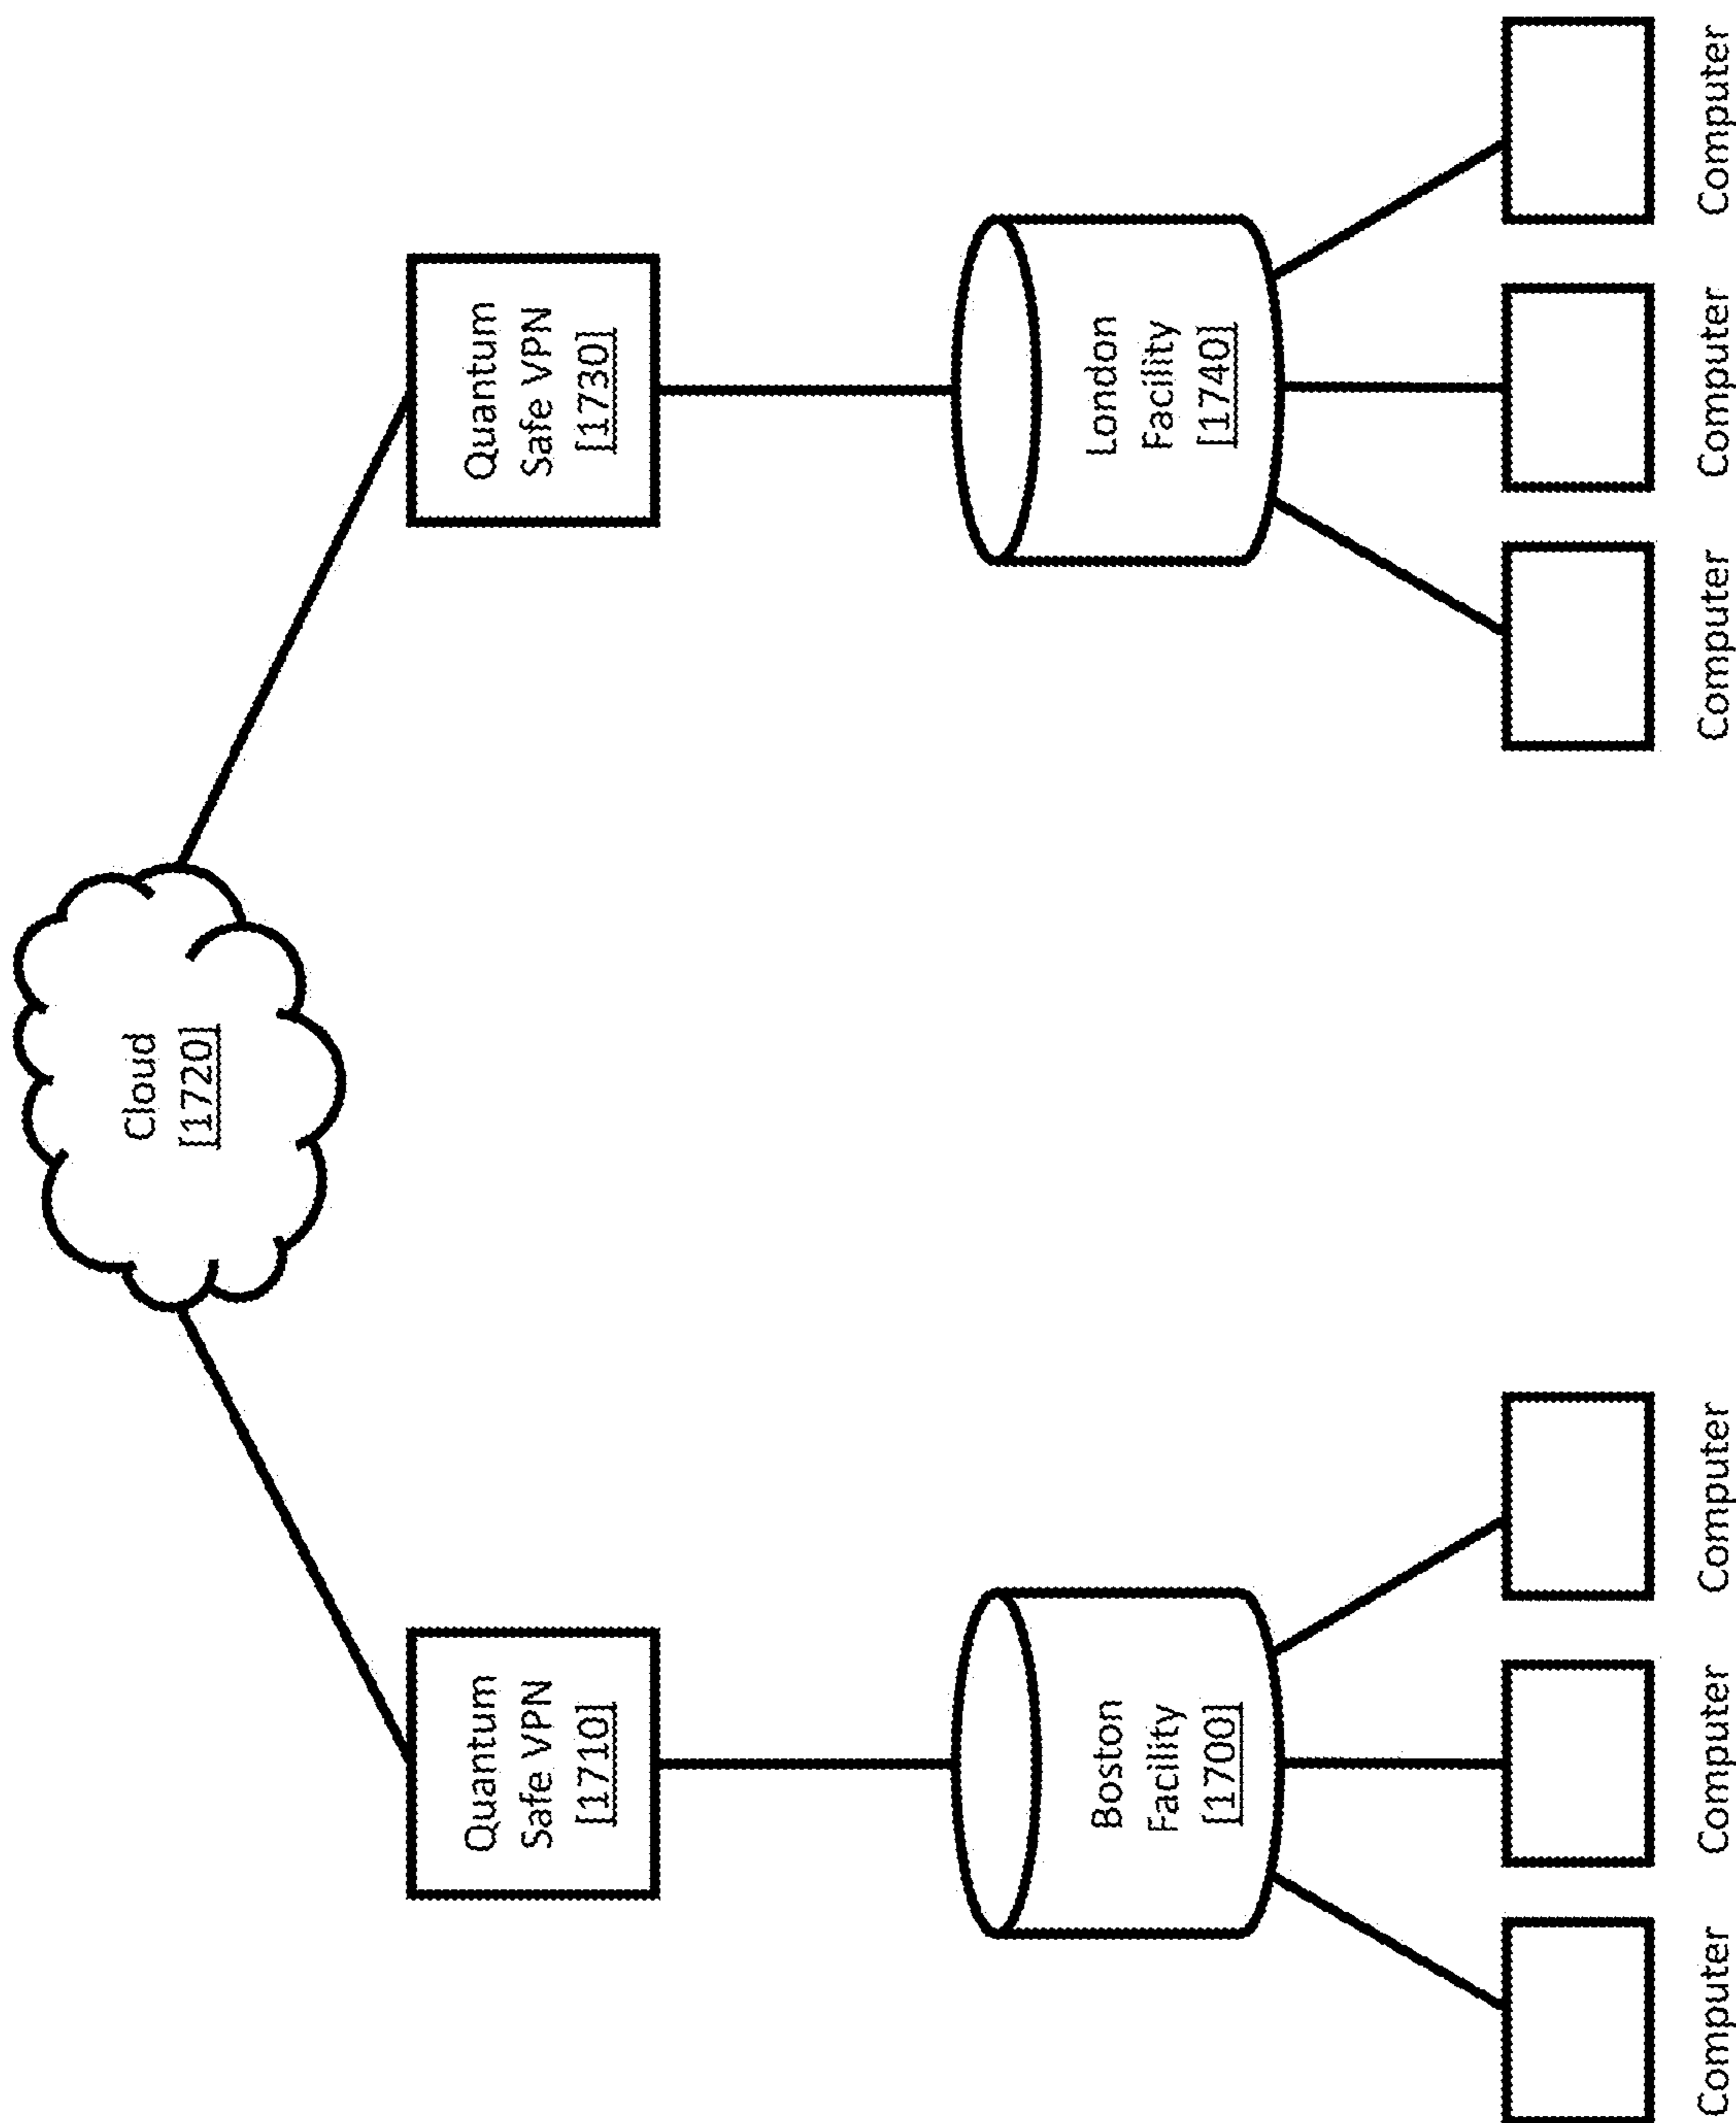 Cloud
[1720]
Quantum
Safe VPN
[1710]
Quantum
Safe VPN
[1730]
Boston
Facility
[1700]
London
Facility
[1740]
Computer
Computer
Computer
Computer
Computer
Computer